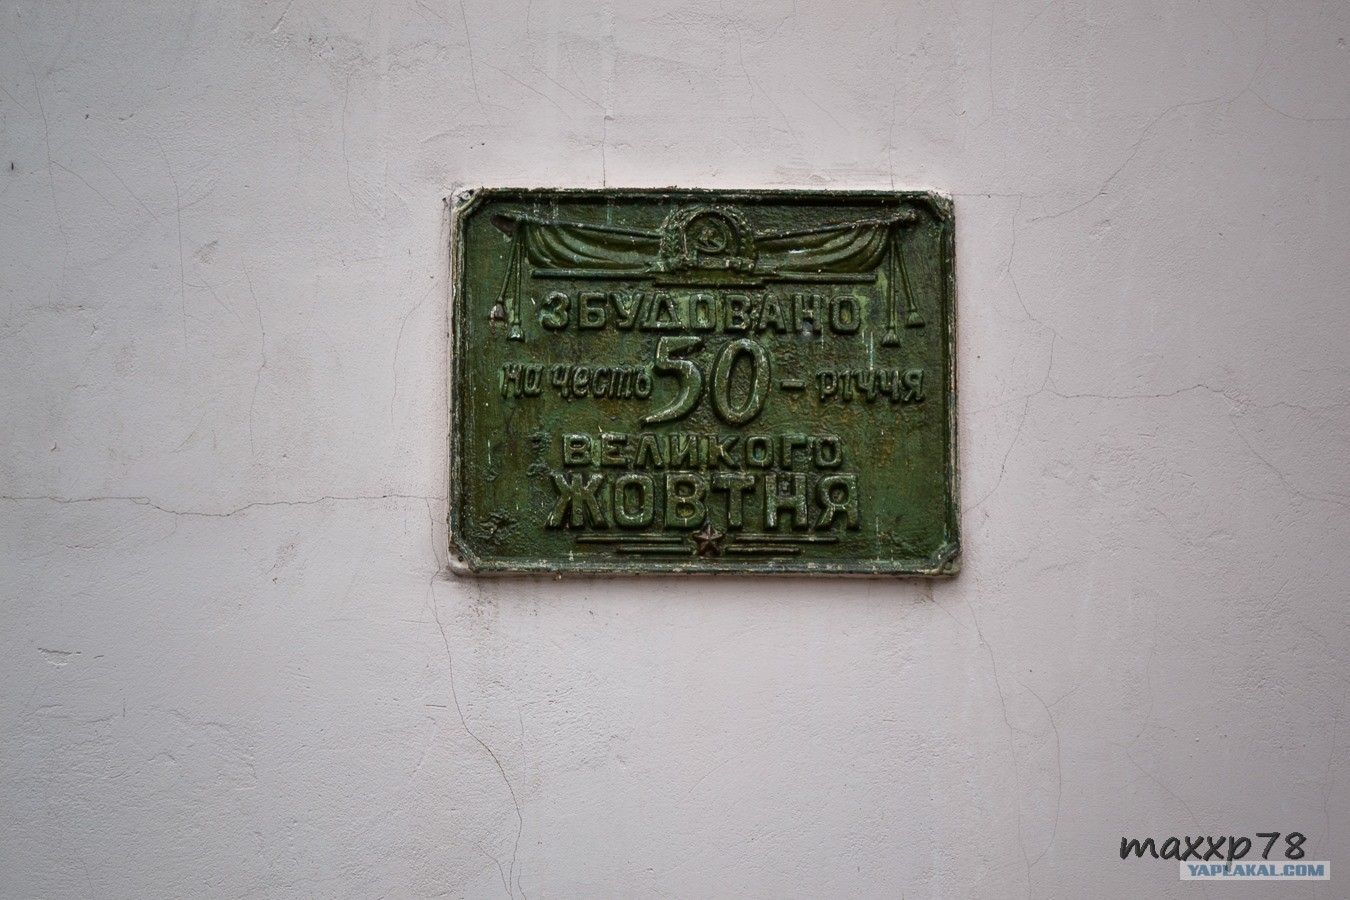 ЗБУДОВАНО
на честь 50 - річчя
ВЕЛИКОГО
ЖОВТНЯ
maxxp78
YAPLAKAL.COM